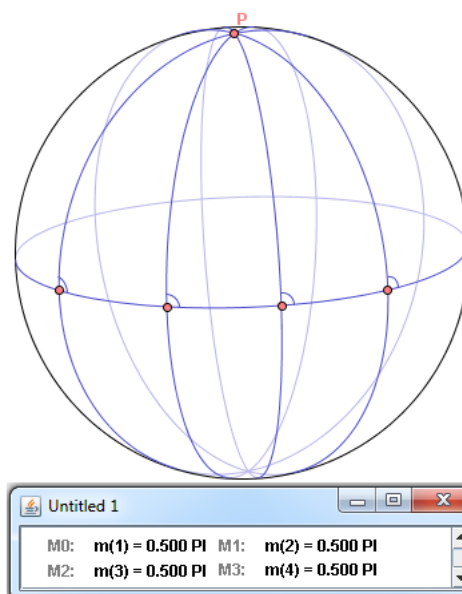 P
Untitled 1
M0: m(1) = 0.500 PI M1: m(2) = 0.500 PI
M2: m(3) = 0.500 PI M3: m(4) = 0.500 PI